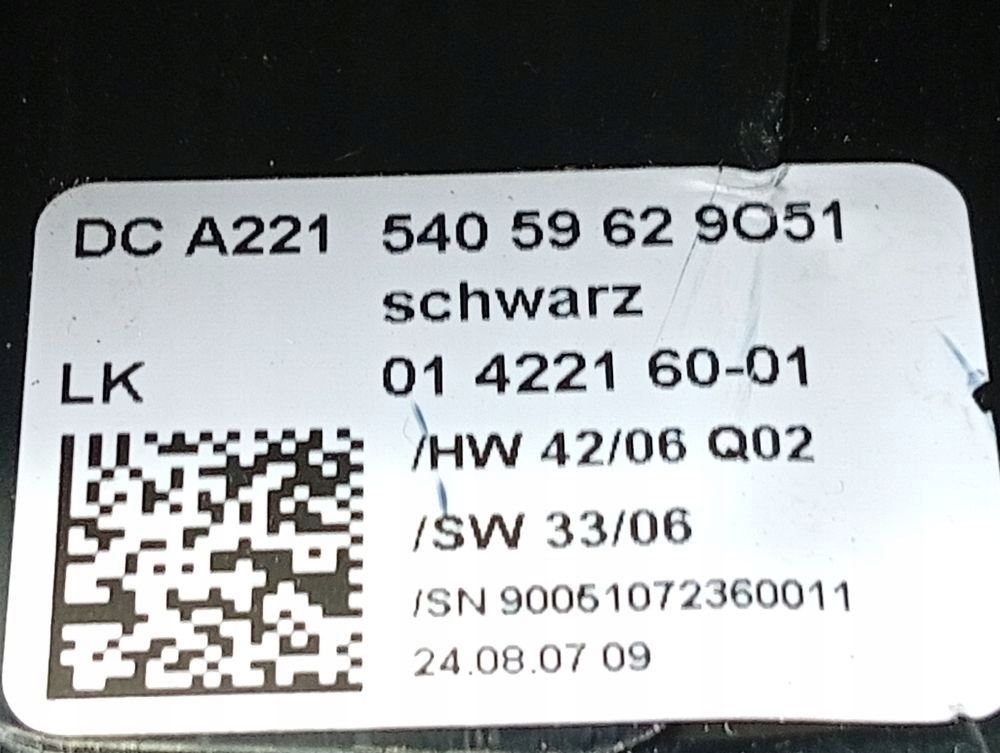 DC A221 540 59 62 9O51
schwarz
LK 01 4221 60-01
/HW 42/06 Q02
/SW 33/06
/SN 90051072360011
24.08.07 09